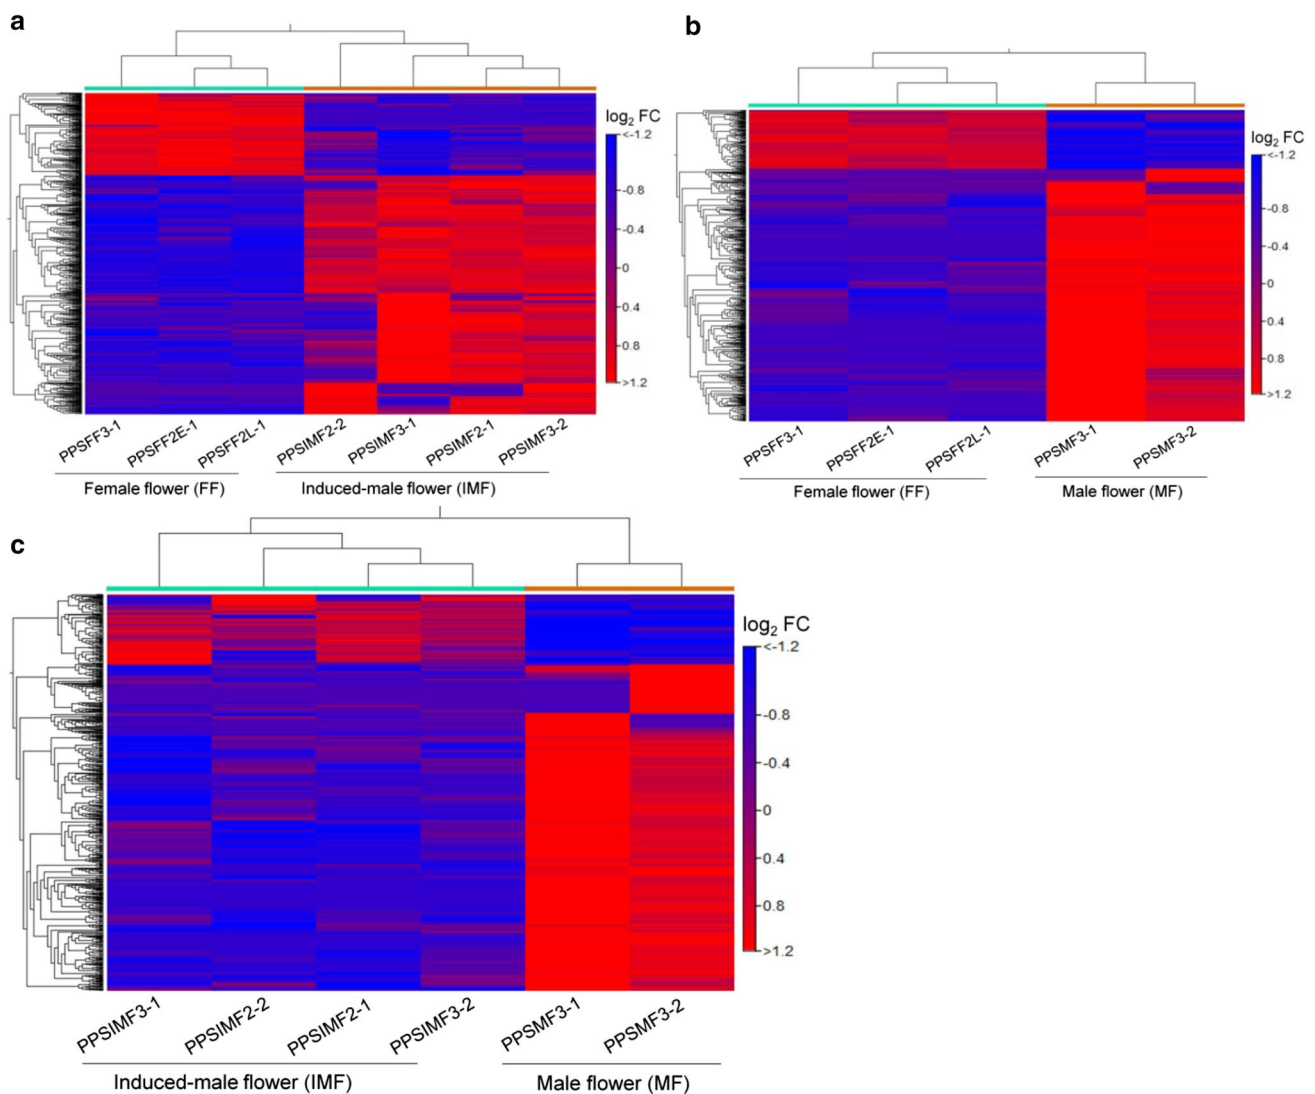 a
log2 FC
<-1.2
-0.8
-0.4
0
0.4
0.8
>1.2
PPSFF3-1
PPSFF2E-1
PPSFF2L-1
PPSIMF2-2
PPSIMF3-1
PPSIMF2-1
PPSIMF3-2
Female flower (FF)
Induced-male flower (IMF)
b
log2 FC
<-1.2
-0.8
-0.4
0
0.4
0.8
>1.2
PPSFF3-1
PPSFF2E-1
PPSFF2L-1
PPSMF3-1
PPSMF3-2
Female flower (FF)
Male flower (MF)
c
log2 FC
<-1.2
-0.8
-0.4
0
0.4
0.8
>1.2
PPSIMF3-1
PPSIMF2-2
PPSIMF2-1
PPSIMF3-2
PPSMF3-1
PPSMF3-2
Induced-male flower (IMF)
Male flower (MF)